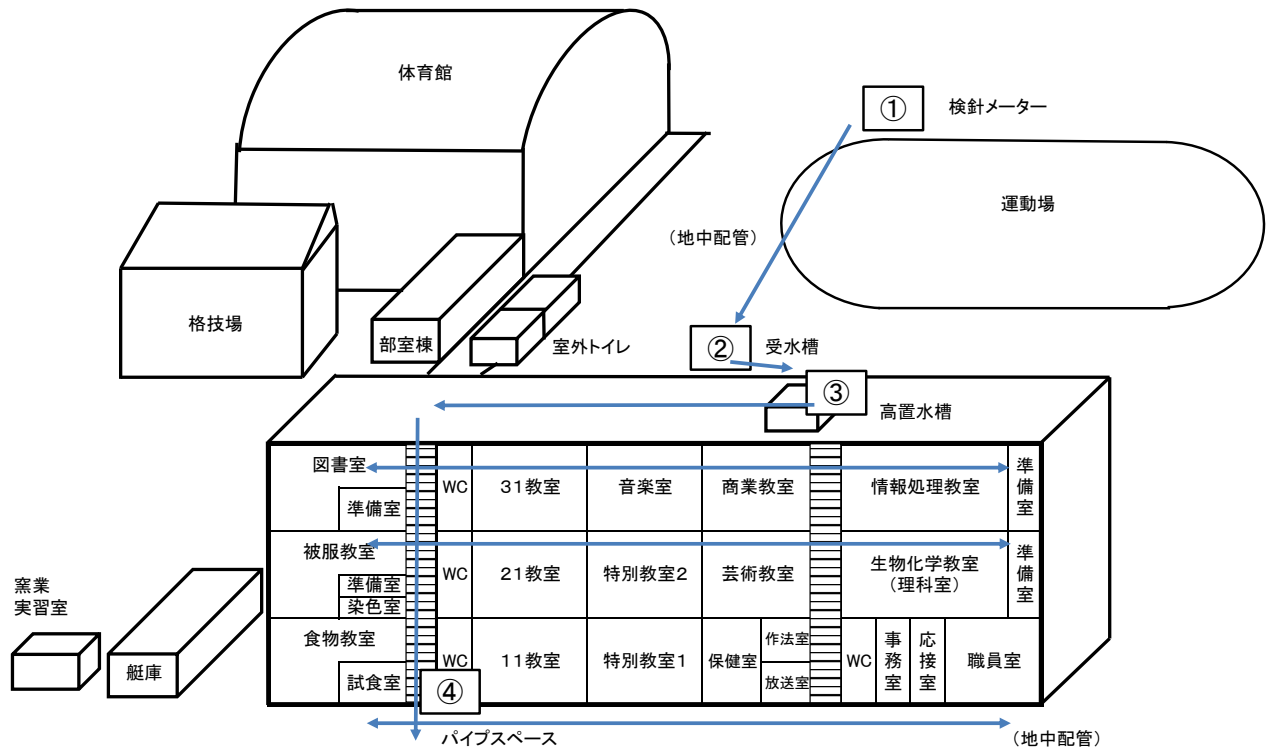 体育館
①
検針メーター
運動場
（地中配管）
格技場
部室棟
室外トイレ
②
受水槽
③
高置水槽
図書室
準備室
WC
31教室
音楽室
商業教室
情報処理教室
準備室
被服教室
準備室
染色室
WC
21教室
特別教室2
芸術教室
生物化学教室
（理科室）
準備室
窯業
実習室
艇庫
食物教室
試食室
WC
11教室
特別教室1
保健室
作法室
放送室
WC
事務室
応接室
職員室
④
パイプスペース
（地中配管）